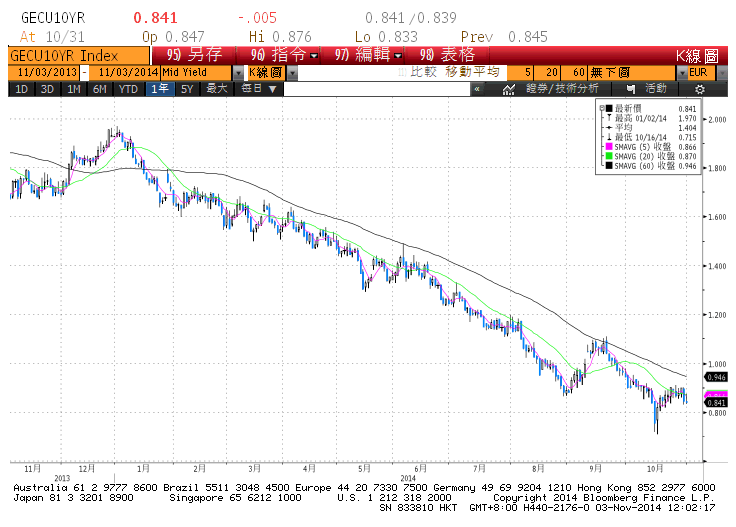 GECU10YR 0.841 -.005 0.841/0.839
At 10/31 Op 0.847 Hi 0.876 Lo 0.833 Prev 0.845
GECU10YR Index 95) 另存 96) 指令 97) 編輯 98) 表格 K線圖
11/03/2013 - 11/03/2014 Mid Yield K線圖 比較 移動平均 5 20 60 無下圖 EUR
1D 3D 1M 6M YTD 1年 5Y 最大 每日 ▼ « 證券/技術分析 活動
最新價 0.841
最高 01/02/14 1.970
平均 1.404
最低 10/16/14 0.715
SMAVG (5) 收盤 0.866
SMAVG (20) 收盤 0.870
SMAVG (60) 收盤 0.946
2.000
1.800
1.600
1.400
1.200
1.000
0.946
0.841
0.800
11月 12月 1月 2月 3月 4月 5月 6月 7月 8月 9月 10月
2013 2014
Australia 61 2 9777 8600 Brazil 5511 3048 4500 Europe 44 20 7330 7500 Germany 49 69 9204 1210 Hong Kong 852 2977 6000
Japan 81 3 3201 8900 Singapore 65 6212 1000 U.S. 1 212 318 2000 Copyright 2014 Bloomberg Finance L.P.
SN 833810 HKT GMT+8:00 H440-2176-0 03-Nov-2014 12:02:17